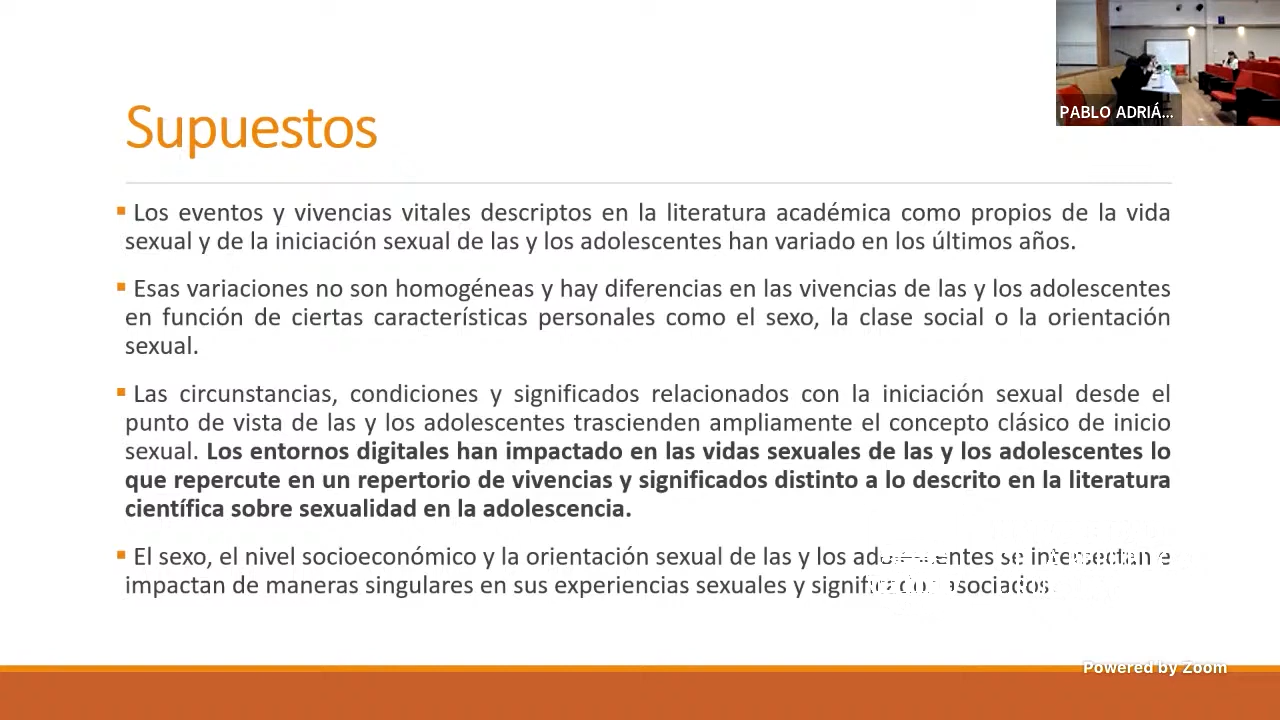 Supuestos
PABLO ADRIÁ...
▪ Los eventos y vivencias vitales descriptos en la literatura académica como propios de la vida
sexual y de la iniciación sexual de las y los adolescentes han variado en los últimos años.
▪ Esas variaciones no son homogéneas y hay diferencias en las vivencias de las y los adolescentes
en función de ciertas características personales como el sexo, la clase social o la orientación
sexual.
▪ Las circunstancias, condiciones y significados relacionados con la iniciación sexual desde el
punto de vista de las y los adolescentes trascienden ampliamente el concepto clásico de inicio
sexual. Los entornos digitales han impactado en las vidas sexuales de las y los adolescentes lo
que repercute en un repertorio de vivencias y significados distinto a lo descrito en la literatura
científica sobre sexualidad en la adolescencia.
▪ El sexo, el nivel socioeconómico y la orientación sexual de las y los adolescentes se
impactan de maneras singulares en sus experiencias sexuales y
Powered by Zoom